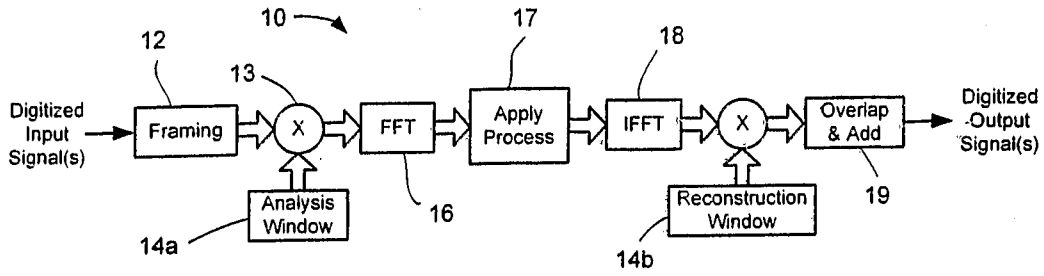 10
12
13
17
18
Digitized
Input
Signal(s)
Framing
X
FFT
Apply
Process
IFFT
X
Overlap
& Add
Digitized
Output
Signal(s)
Analysis
Window
14a
16
Reconstruction
Window
14b
19